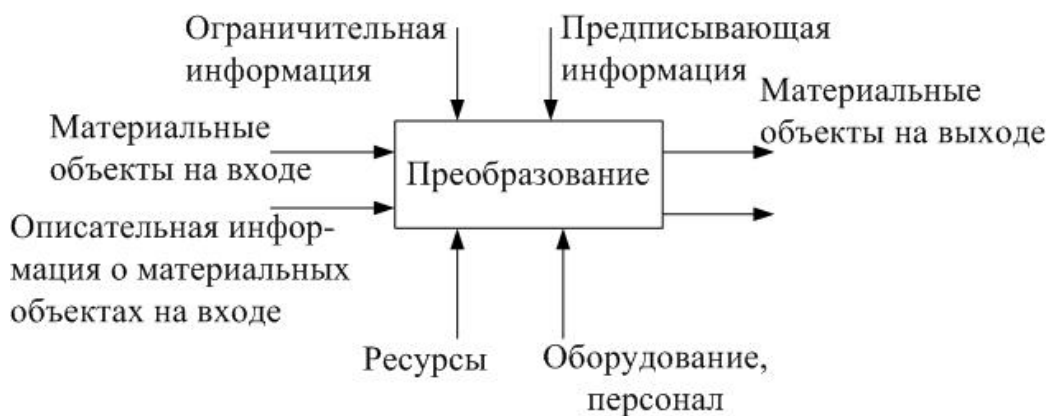 Ограничительная
информация
Предписывающая
информация
Материальные
объекты на выходе
Материальные
объекты на входе
Преобразование
Описательная инфор-
мация о материальных
объектах на входе
Ресурсы
Оборудование,
персонал